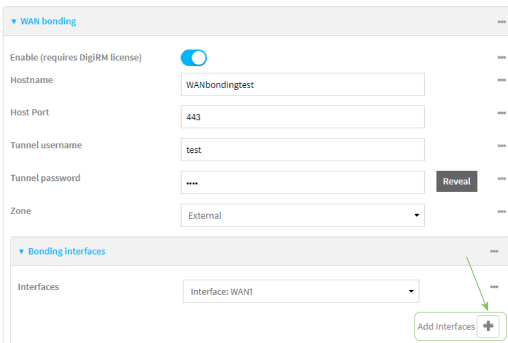 ▼ WAN bonding
Enable (requires DigiRM license)
Hostname
WANbondingtest
Host Port
443
Tunnel username
test
Tunnel password
••••
Reveal
Zone
External
▼ Bonding interfaces
Interfaces
Interface: WAN1
Add Interfaces